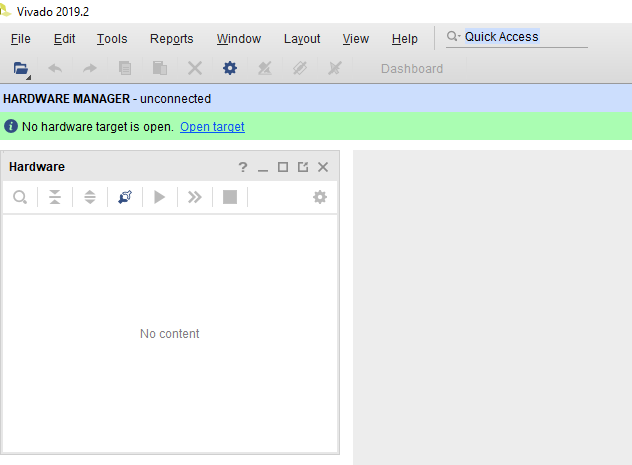 Vivado 2019.2
File Edit Tools Reports Window Layout View Help Quick Access
Dashboard
HARDWARE MANAGER - unconnected
No hardware target is open. Open target
Hardware
No content